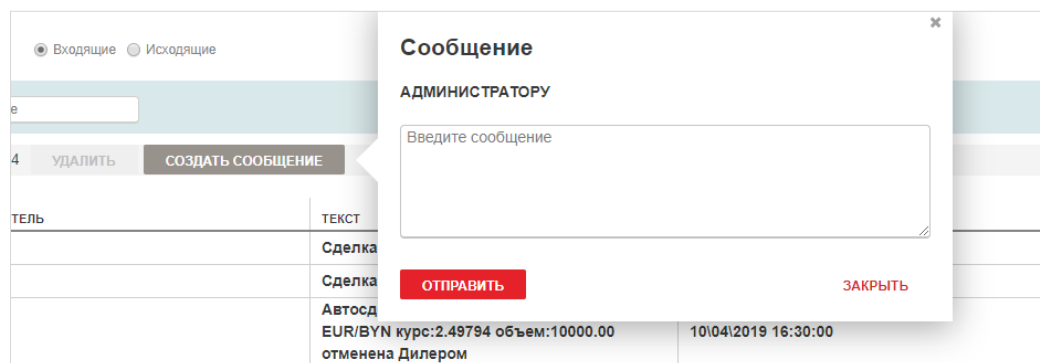 Входящие Исходящие
е
4 УДАЛИТЬ СОЗДАТЬ СООБЩЕНИЕ
ТЕЛЬ ТЕКСТ
Сделка
Сделка
Автосд
EUR/BYN курс:2.49794 объем:10000.00 10\04\2019 16:30:00
отменена Дилером
×
Сообщение
АДМИНИСТРАТОРУ
Введите сообщение
ОТПРАВИТЬ ЗАКРЫТЬ